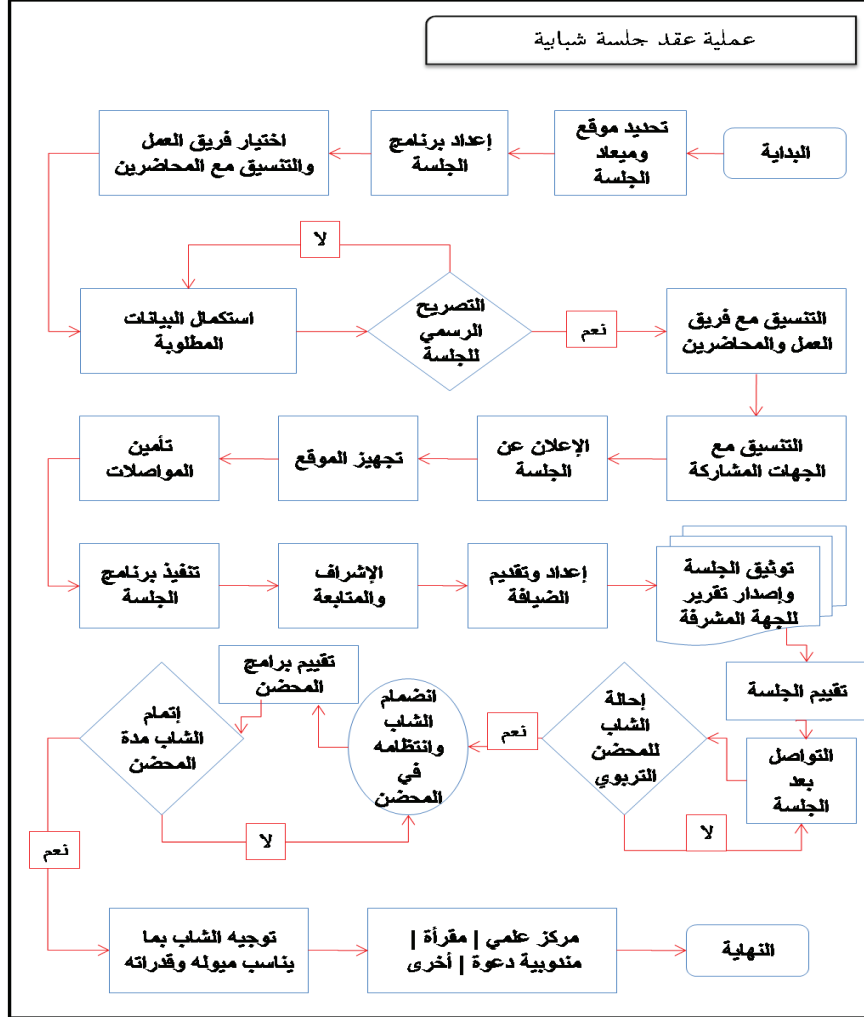 عملية عقد جلسة شبابية
البداية
تحديد موقع
وميعاد
الجلسة
إعداد برنامج
الجلسة
اختيار فريق العمل
والتنسيق مع المحاضرين
لا
استكمال البيانات
المطلوبة
التصريح
الرسمي
للجلسة
نعم
التنسيق مع فريق
العمل والمحاضرين
التنسيق مع
الجهات المشاركة
الإعلان عن
الجلسة
تجهيز الموقع
تأمين
المواصلات
تنفيذ برنامج
الجلسة
الإشراف
والمتابعة
إعداد وتقديم
الضيافة
توثيق الجلسة
وإصدار تقرير
للجهة المشرفة
تقييم الجلسة
التواصل
بعد
الجلسة
إحالة
الشاب
للمحضن
التربوي
لا
نعم
انضمام
الشاب
وانتظامه
في
المحضن
تقييم برامج
المحضن
إتمام
الشاب مدة
المحضن
لا
نعم
توجيه الشاب بما
يناسب ميوله وقدراته
مركز علمي | مقرأة |
مندوبية دعوة | أخرى
النهاية